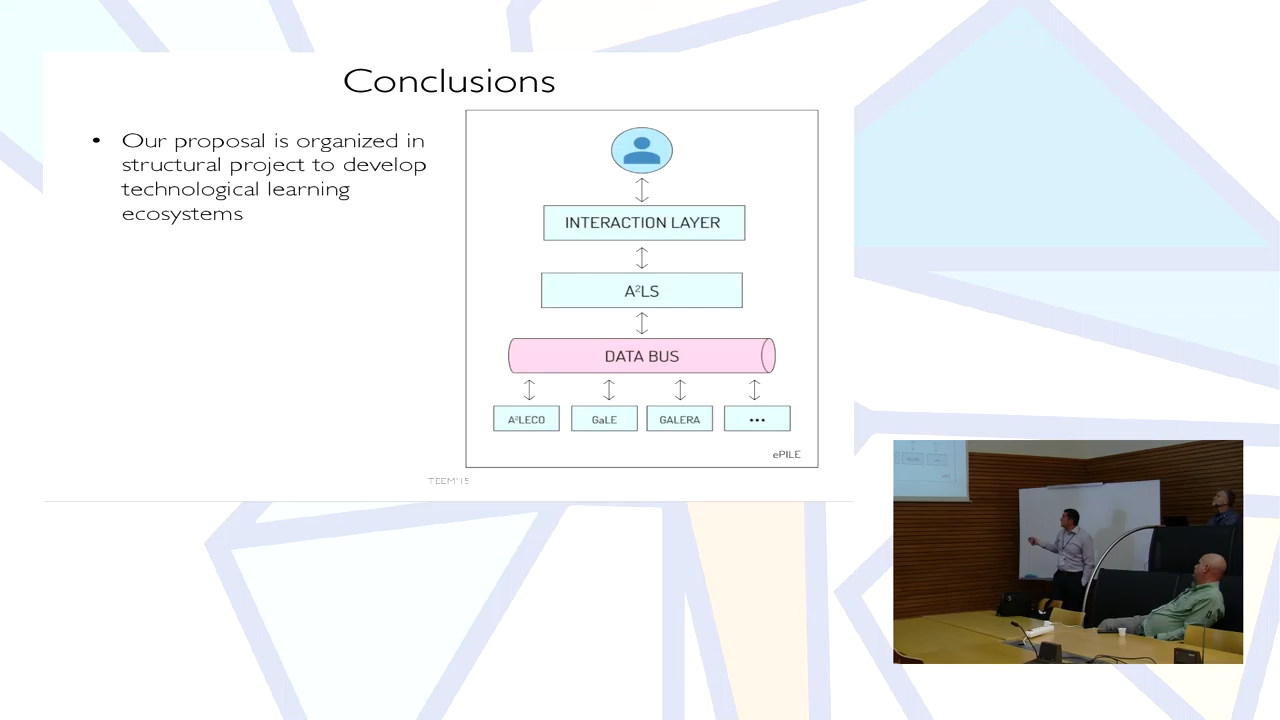 Conclusions
• Our proposal is organized in
structural project to develop
technological learning
ecosystems
INTERACTION LAYER
A²LS
DATA BUS
A²LECO
GaLE
GALERA
•••
ePILE
TEEM'15